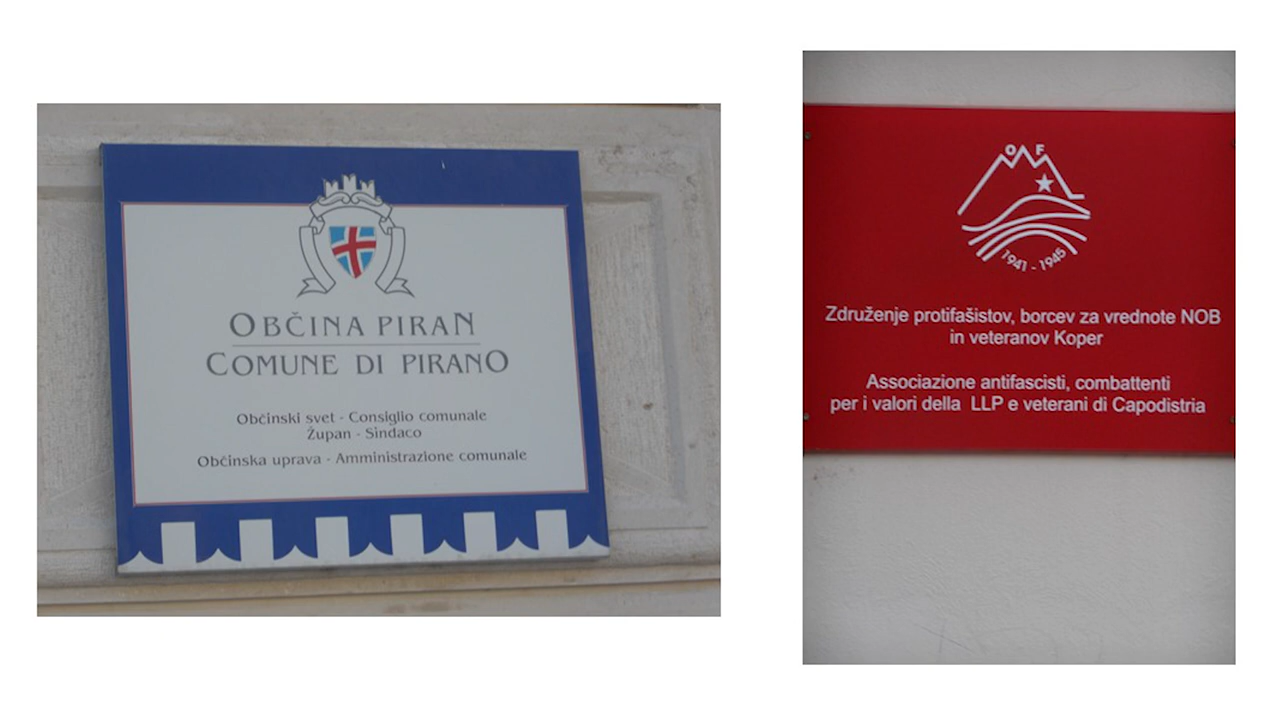 OBČINA PIRAN
COMUNE DI PIRANO
Občinski svet - Consiglio comunale
Župan - Sindaco
Občinska uprava - Amministrazione comunale
O F
1941 - 1945
Združenje protifašistov, borcev za vrednote NOB
in veteranov Koper
Associazione antifascisti, combattenti
per i valori della LLP e veterani di Capodistria